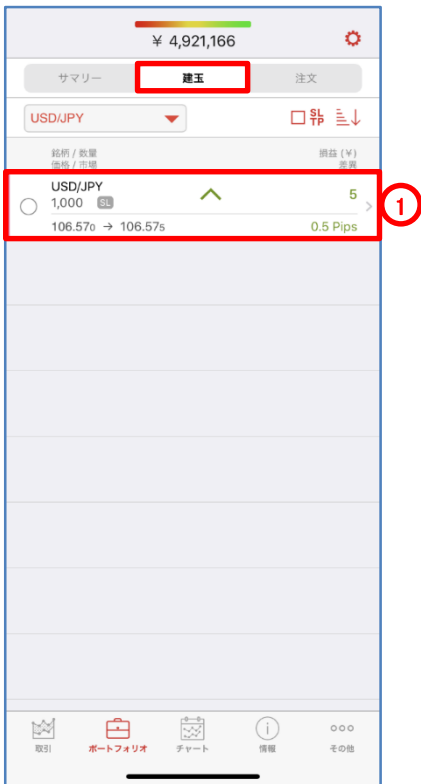 ¥ 4,921,166
サマリー 建玉 注文
USD/JPY SL TP
銘柄 / 数量 損益 (¥)
価格 / 市場 差異
USD/JPY
1,000 SL 5
106.570 → 106.575 0.5 Pips
1
取引 ポートフォリオ チャート 情報 その他